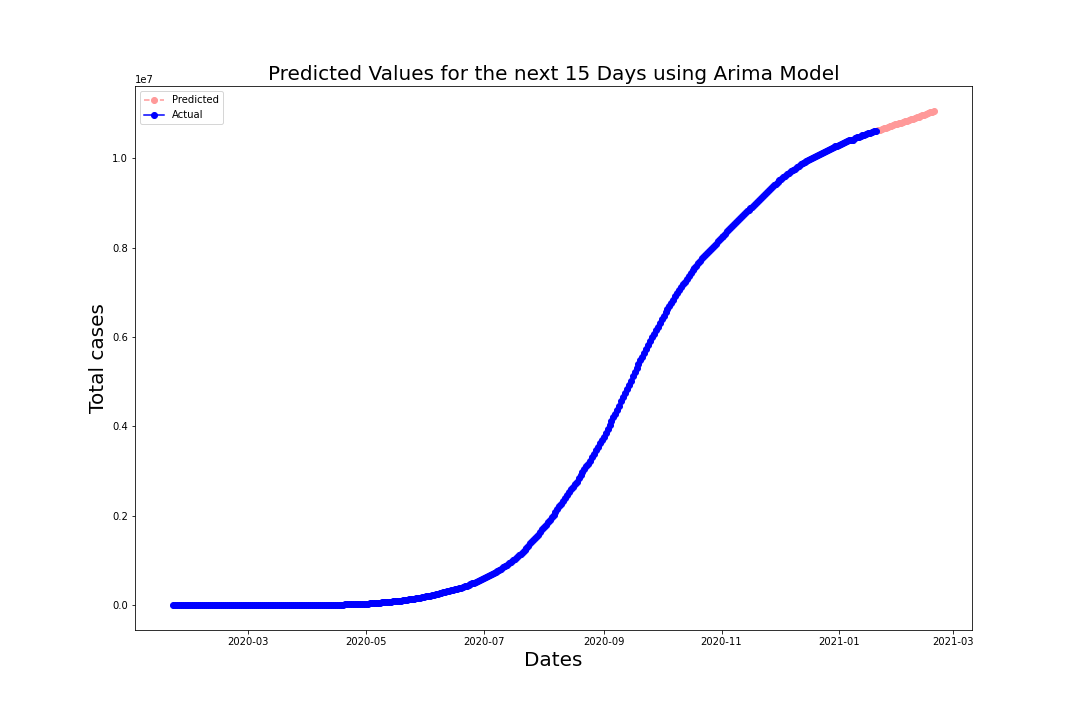 Predicted Values for the next 15 Days using Arima Model
1e7
Predicted
Actual
1.0
0.8
0.6
0.4
0.2
0.0
Total cases
2020-03 2020-05 2020-07 2020-09 2020-11 2021-01 2021-03
Dates